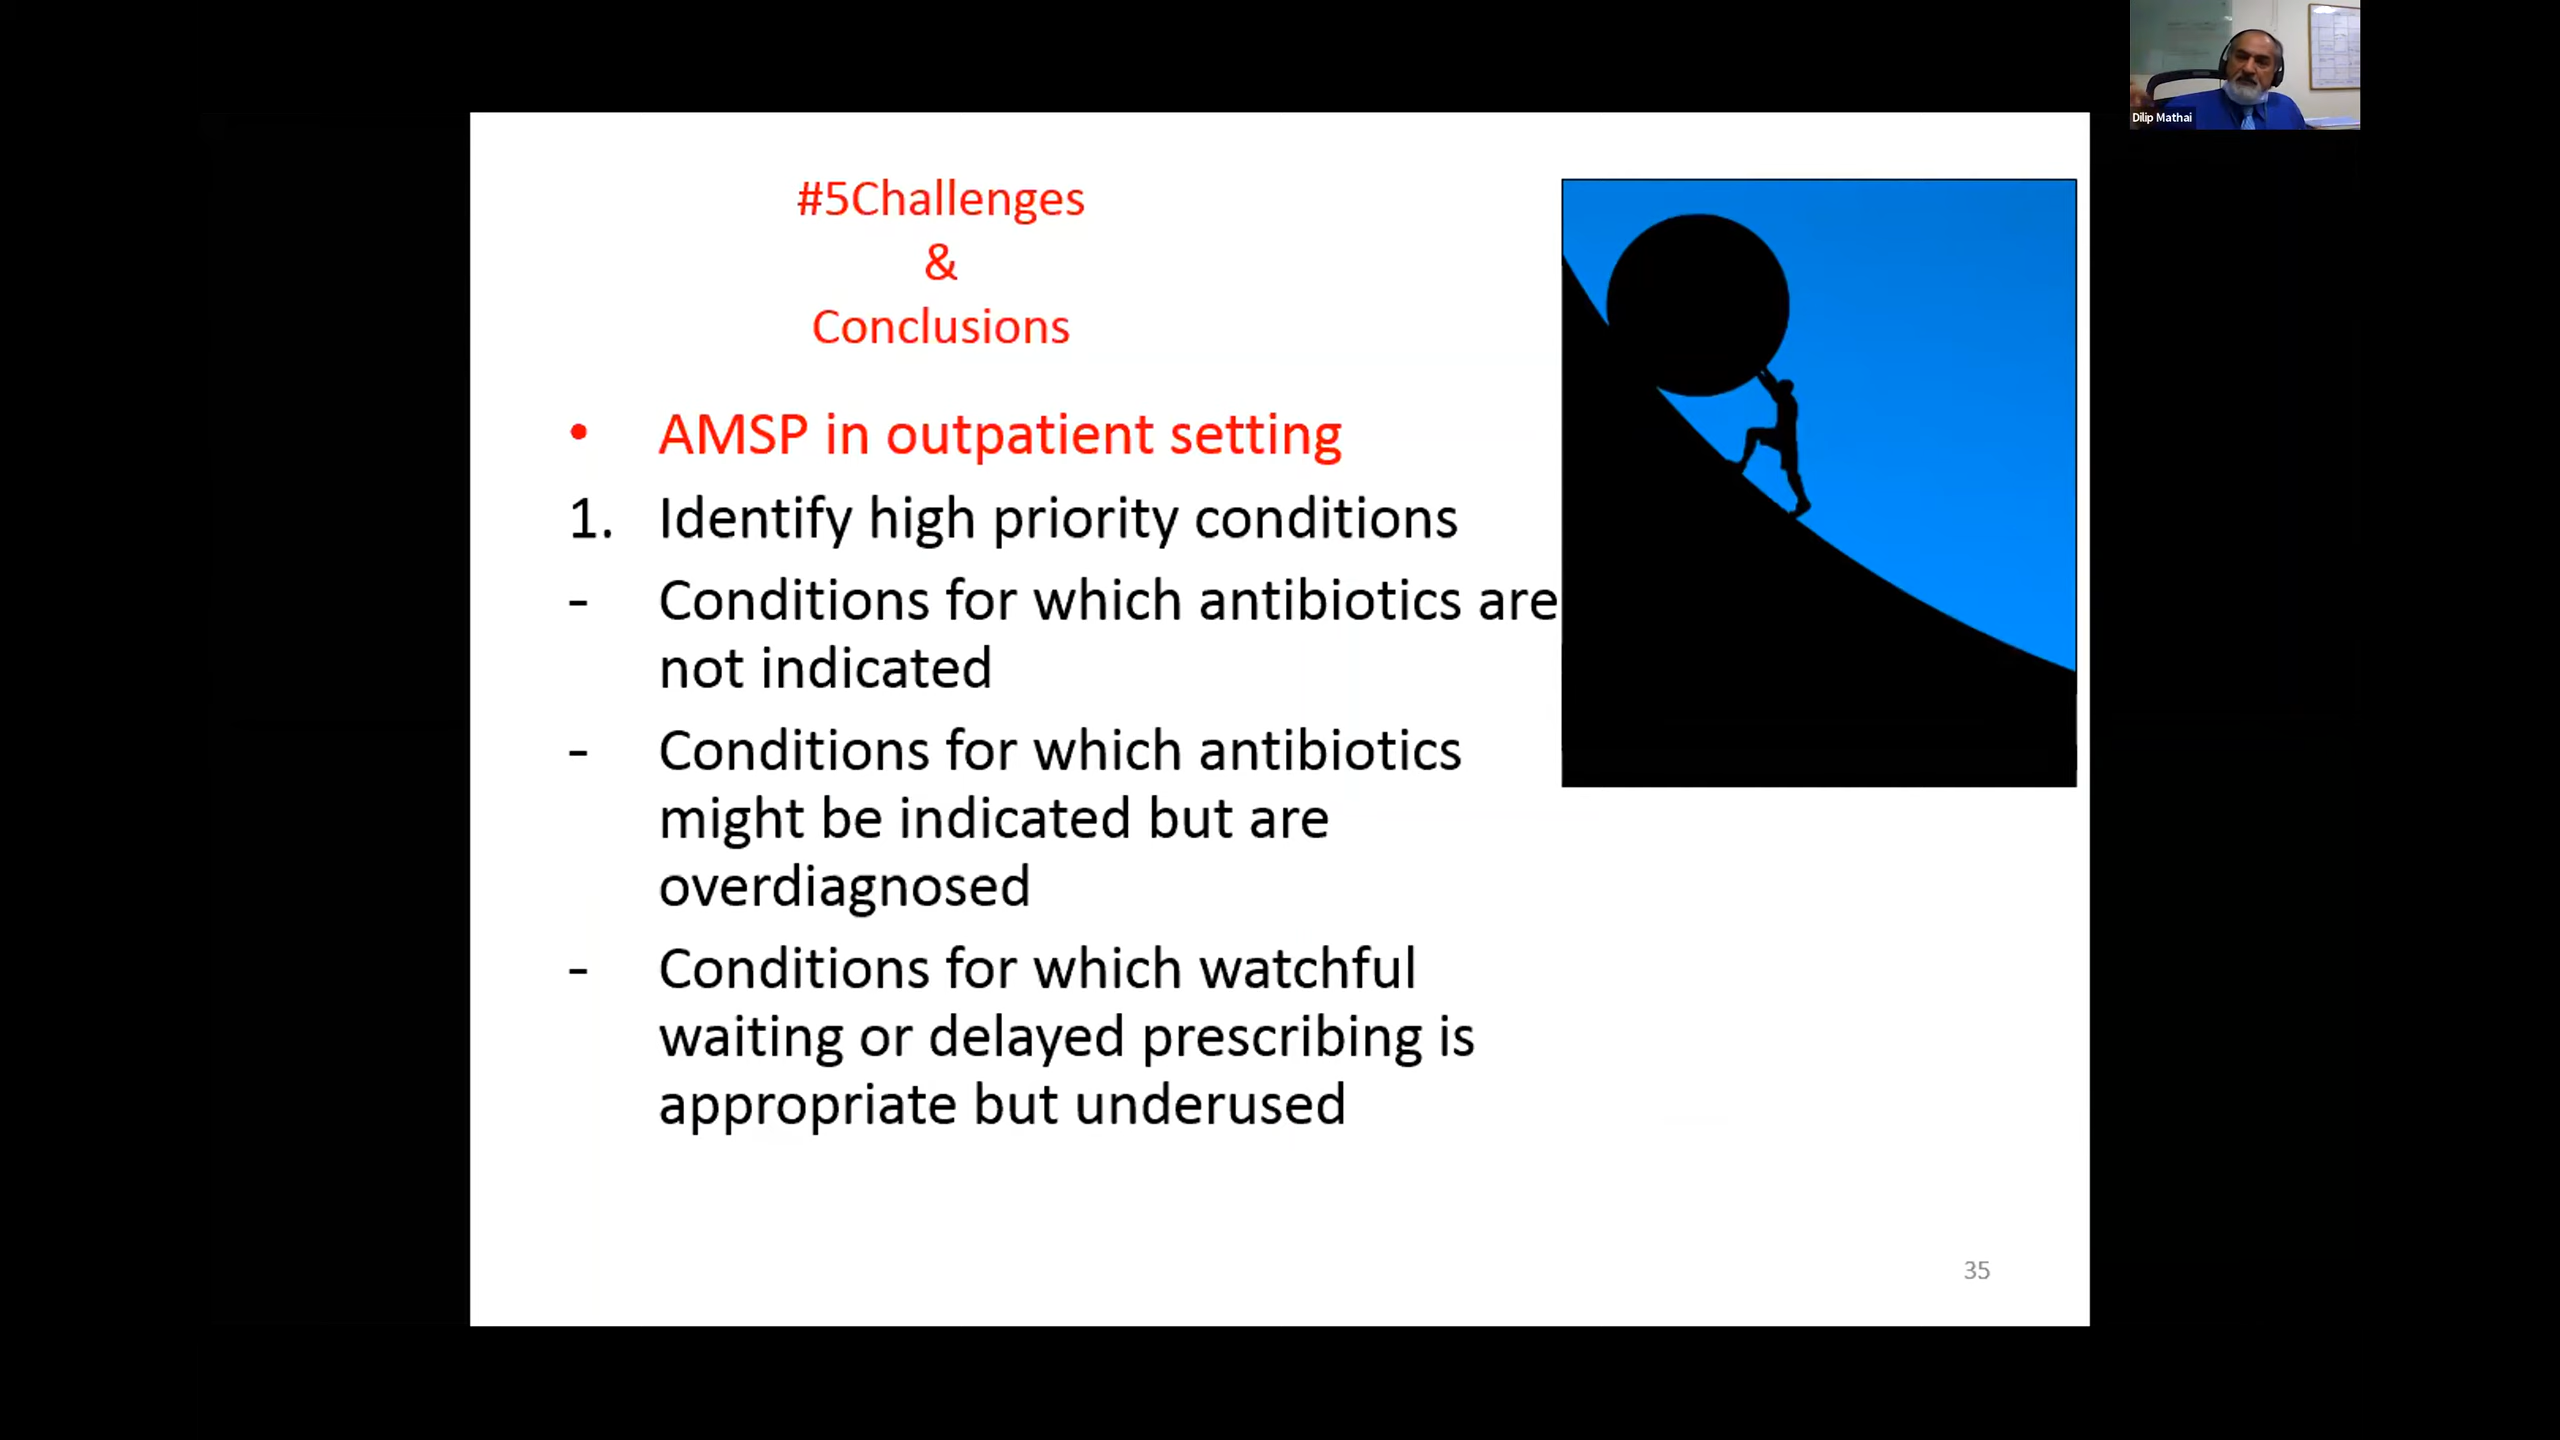 Dilip Mathai
#5Challenges
&
Conclusions
• AMSP in outpatient setting
1. Identify high priority conditions
- Conditions for which antibiotics are
not indicated
- Conditions for which antibiotics
might be indicated but are
overdiagnosed
- Conditions for which watchful
waiting or delayed prescribing is
appropriate but underused
35